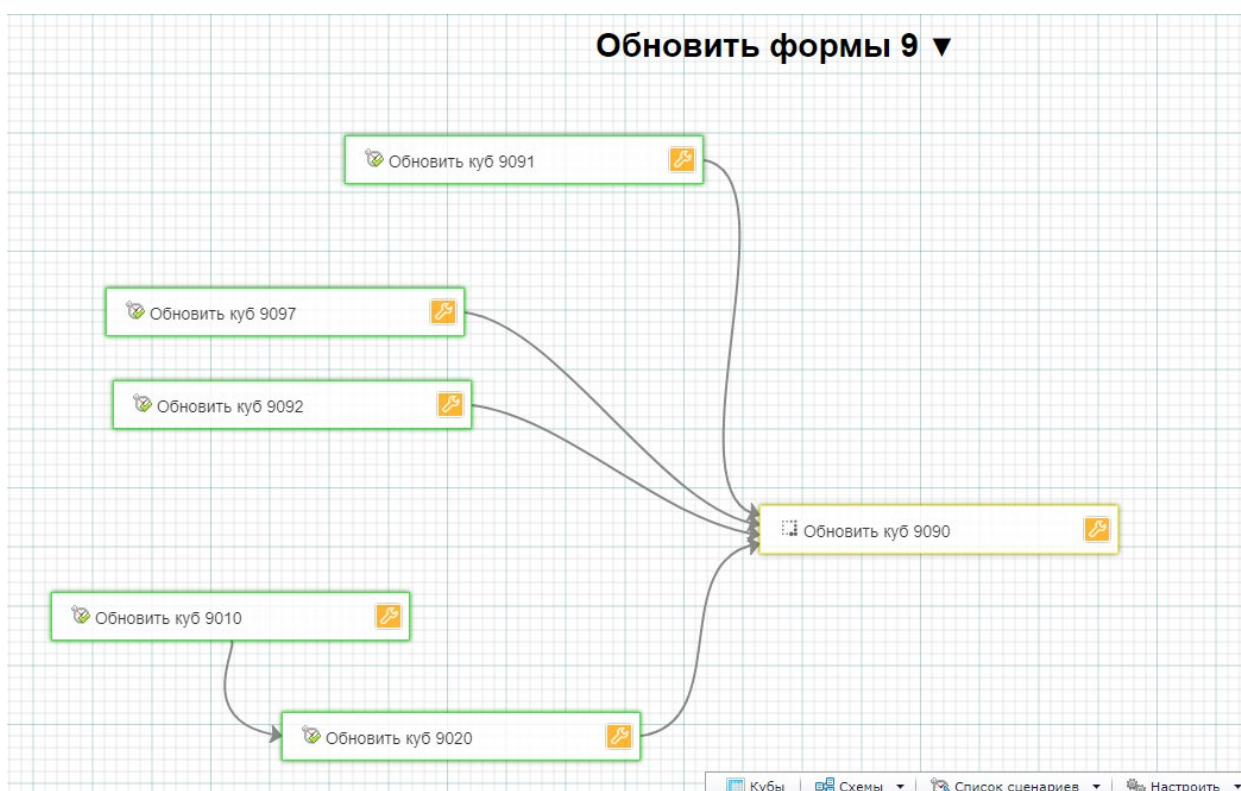 Обновить формы 9 ▼
Обновить куб 9091
Обновить куб 9097
Обновить куб 9092
Обновить куб 9090
Обновить куб 9010
Обновить куб 9020
Кубы Схемы ▼ Список сценариев ▼ Настроить ▼